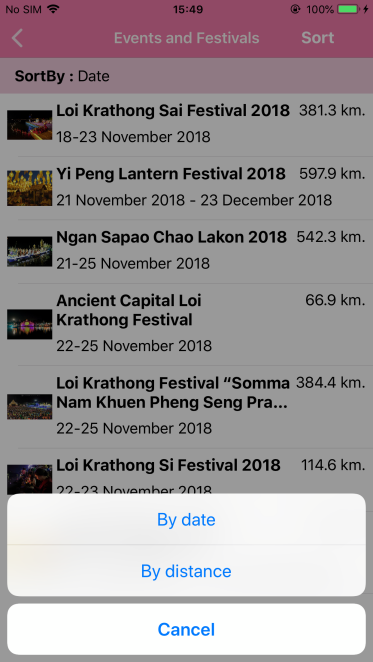 No SIM 15:49 100%
Events and Festivals Sort
SortBy : Date
Loi Krathong Sai Festival 2018 381.3 km.
18-23 November 2018
Yi Peng Lantern Festival 2018 597.9 km.
21 November 2018 - 23 December 2018
Ngan Sapao Chao Lakon 2018 542.3 km.
21-25 November 2018
Ancient Capital Loi 66.9 km.
Krathong Festival
22-25 November 2018
Loi Krathong Festival “Somma 384.4 km.
Nam Khuen Pheng Seng Pra...
22-25 November 2018
Loi Krathong Si Festival 2018 114.6 km.
22-23 November 2018
By date
By distance
Cancel